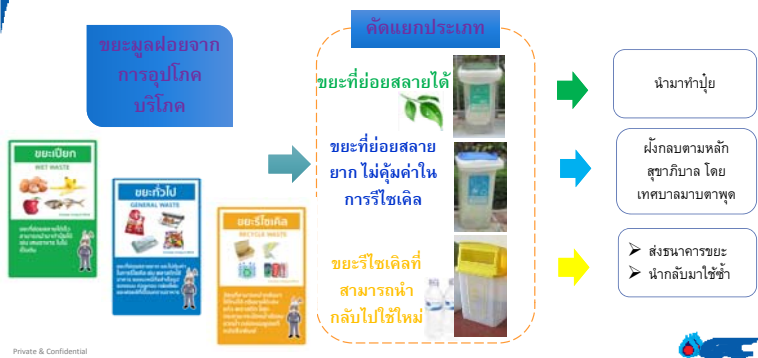 ขยะมูลฝอยจาก
การอุปโภค
บริโภค
คัดแยกประเภท
ขยะที่ย่อยสลายได้
นำมาทำปุ๋ย
ขยะที่ย่อยสลาย
ยาก ไม่คุ้มค่าใน
การรีไซเคิล
ฝังกลบตามหลัก
สุขาภิบาล โดย
เทศบาลมาบตาพุด
ขยะรีไซเคิลที่
สามารถนำ
กลับไปใช้ใหม่
➢ ส่งธนาคารขยะ
➢ นำกลับมาใช้ซ้ำ
ขยะเปียก
WET WASTE
ขยะทั่วไป
GENERAL WASTE
ขยะรีไซเคิล
RECYCLE WASTE
Private & Confidential